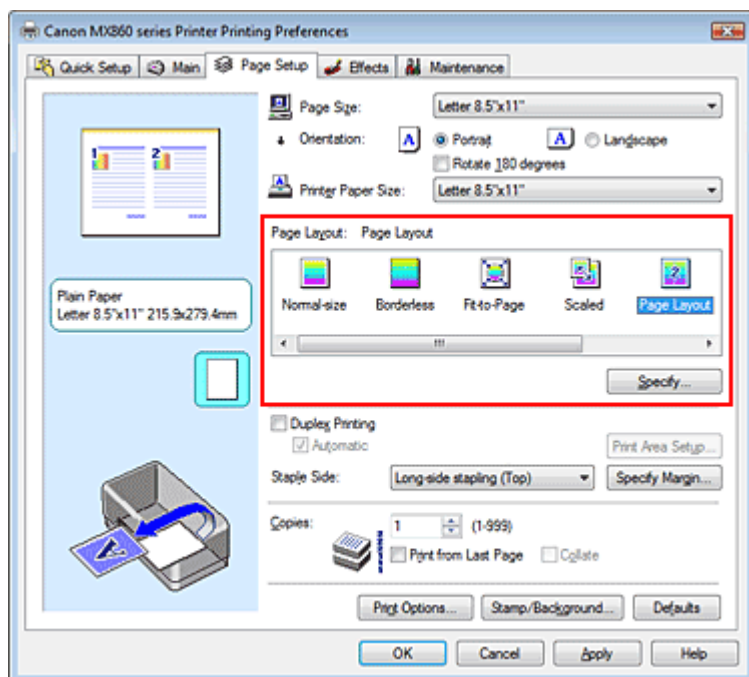 Canon MX860 series Printer Printing Preferences
Quick Setup Main Page Setup Effects Maintenance
Page Size: Letter 8.5"x11"
Orientation: A Portrait A Landscape
Rotate 180 degrees
Printer Paper Size: Letter 8.5"x11"
1 2
Page Layout: Page Layout
Normal-size Borderless Fit-to-Page Scaled Page Layout
Plain Paper
Letter 8.5"x11" 215.9x279.4mm
Specify...
Duplex Printing
Automatic Print Area Setup...
Staple Side: Long-side stapling (Top) Specify Margin...
Copies: 1 (1-999)
Print from Last Page Collate
Print Options... Stamp/Background... Defaults
OK Cancel Apply Help